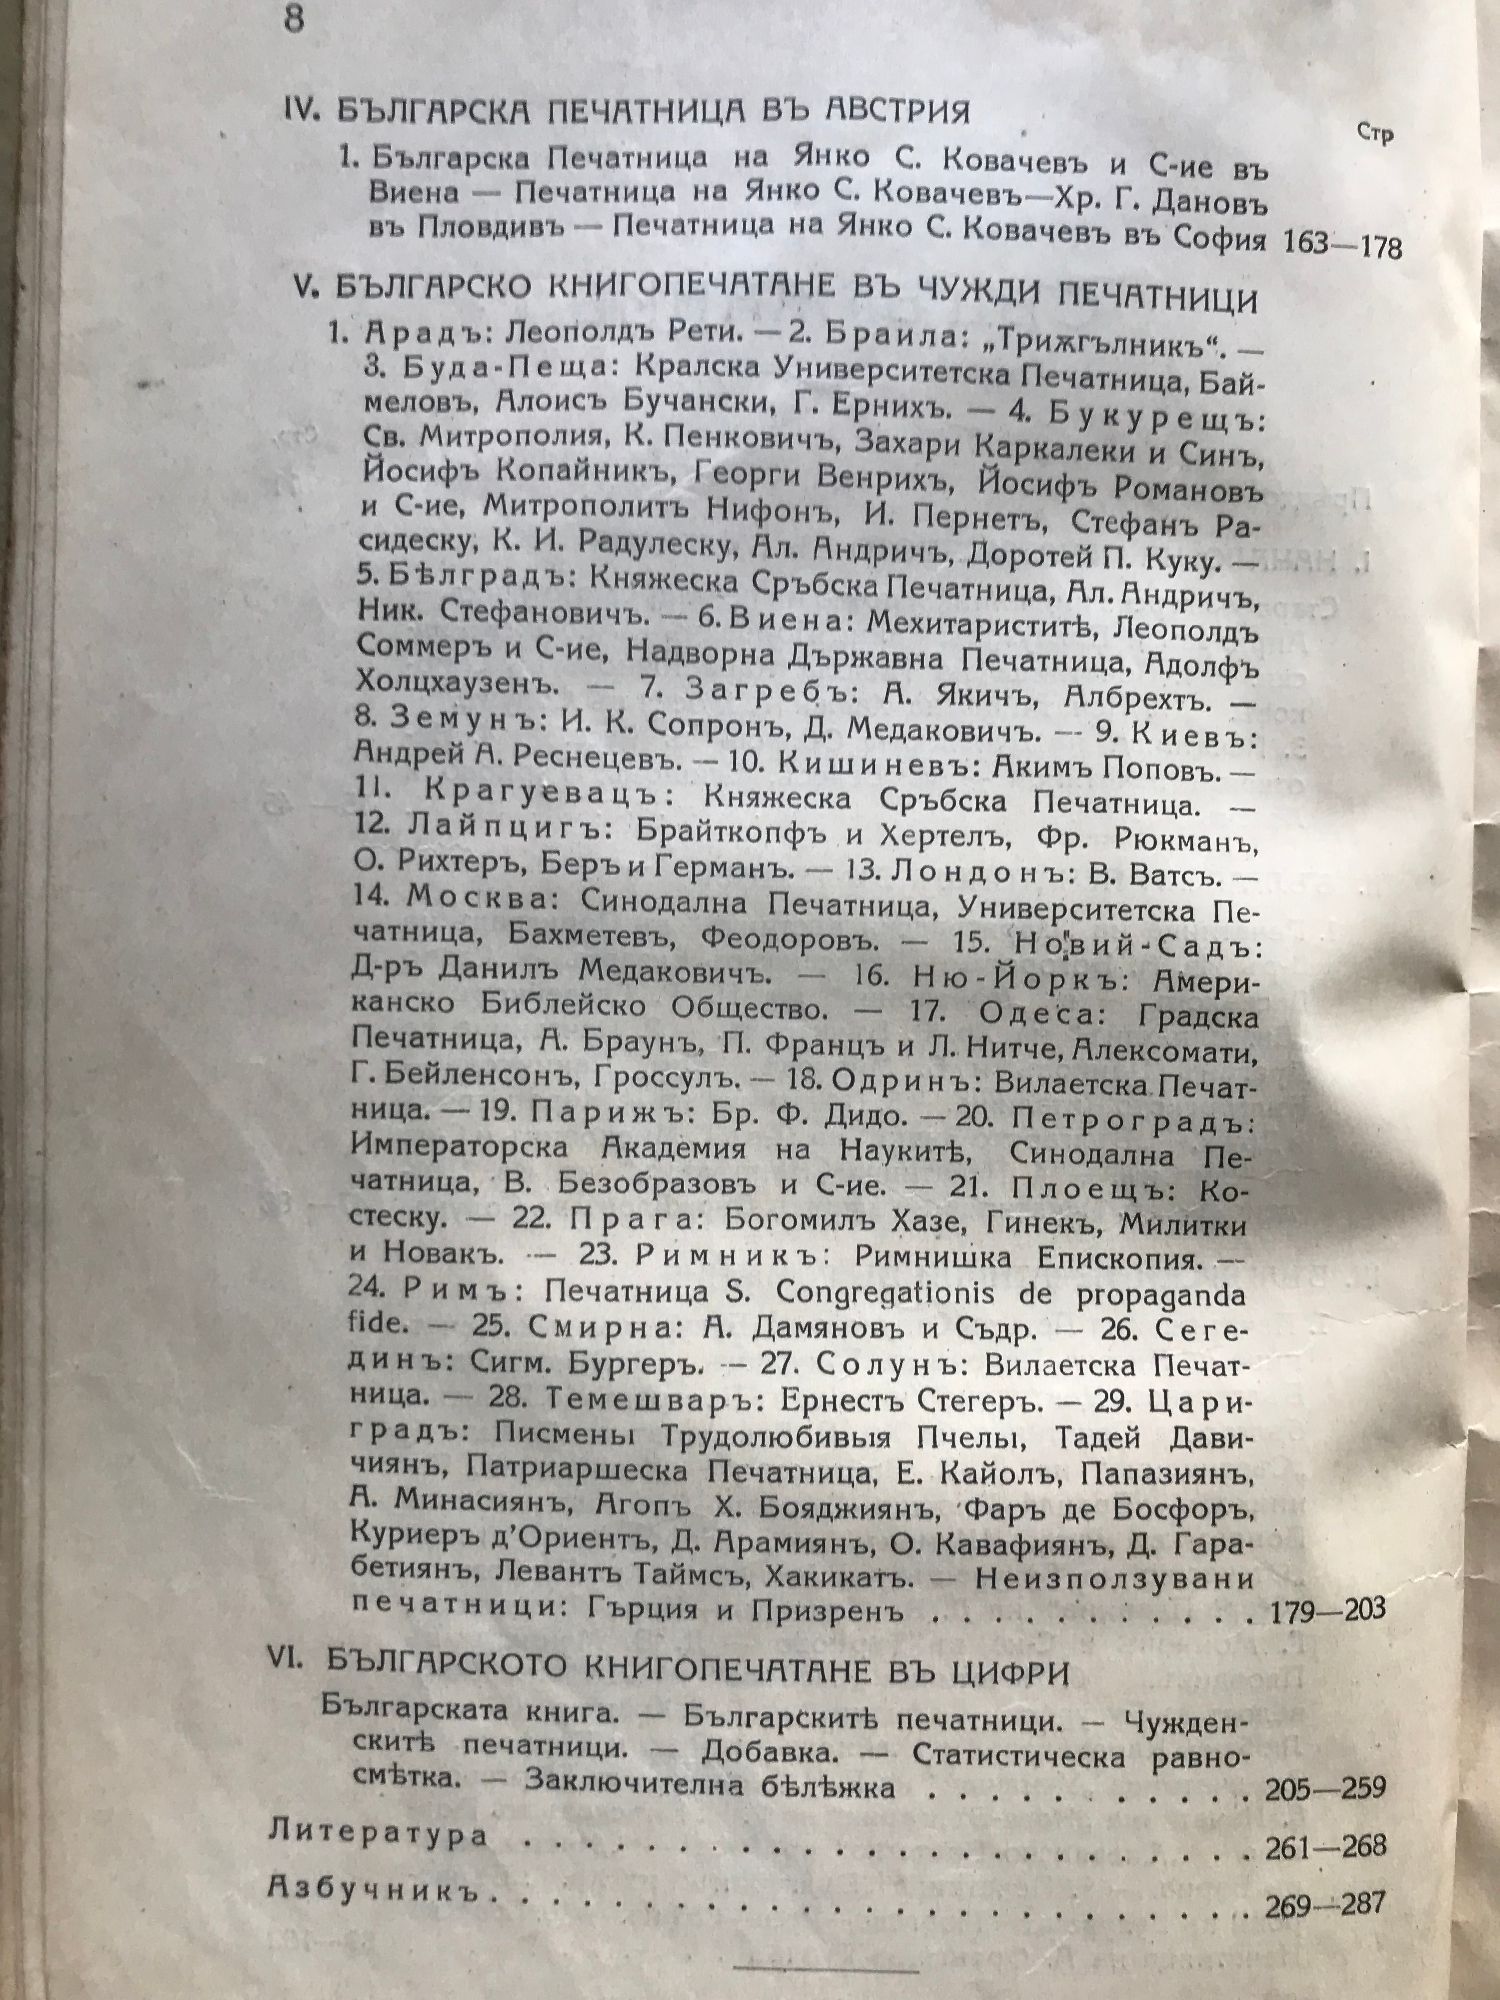 8
IV. БЪЛГАРСКА ПЕЧАТНИЦА ВЪ АВСТРИЯ
Стр
1. Българска Печатница на Янко С. Ковачевъ и С-ие въ
Виена — Печатница на Янко С. Ковачевъ—Хр. Г. Дановъ
въ Пловдивъ — Печатница на Янко С. Ковачевъ въ София 163—178
V. БЪЛГАРСКО КНИГОПЕЧАТАНЕ ВЪ ЧУЖДИ ПЕЧАТНИЦИ
1. Арадъ: Леополдъ Рети. — 2. Браила: „Триѫгълникъ“. —
3. Буда-Пеща: Кралска Университетска Печатница, Бай-
меловъ, Алоисъ Бучански, Г. Ернихъ. — 4. Букурещъ:
Св. Митрополия, К. Пенковичъ, Захари Каркалеки и Синъ,
Йосифъ Копайникъ, Георги Венрихъ, Йосифъ Романовъ
и С-ие, Митрополитъ Нифонъ, И. Пернетъ, Стефанъ Ра-
сидеску, К. И. Радулеску, Ал. Андричъ, Доротей П. Куку. —
5. Бѣлградъ: Княжеска Сръбска Печатница, Ал. Андричъ,
Ник. Стефановичъ. — 6. Виена: Мехитариститѣ, Леополдъ
Соммеръ и С-ие, Надворна Държавна Печатница, Адолфъ
Холцхаузенъ. — 7. Загребъ: А. Якичъ, Албрехтъ. —
8. Земунъ: И. К. Сопронъ, Д. Медаковичъ. — 9. Киевъ:
Андрей А. Реснецевъ. — 10. Кишиневъ: Акимъ Поповъ. —
11. Крагуевацъ: Княжеска Сръбска Печатница. —
12. Лайпцигъ: Брайткопфъ и Хертелъ, Фр. Рюкманъ,
О. Рихтеръ, Беръ и Германъ. — 13. Лондонъ: В. Ватсъ. —
14. Москва: Синодална Печатница, Университетска Пе-
чатница, Бахметевъ, Феодоровъ. — 15. Новий-Садъ:
Д-ръ Данилъ Медаковичъ. — 16. Ню-Йоркъ: Амери-
канско Библейско Общество. — 17. Одеса: Градска
Печатница, А. Браунъ, П. Францъ и Л. Нитче, Алексомати,
Г. Бейленсонъ, Гроссулъ. — 18. Одринъ: Вилаетска Печат-
ница. — 19. Парижъ: Бр. Ф. Дидо. — 20. Петроградъ:
Императорска Академия на Наукитѣ, Синодална Пе-
чатница, В. Безобразовъ и С-ие. — 21. Плоещъ: Ко-
стеску. — 22. Прага: Богомилъ Хазе, Гинекъ, Милитки
и Новакъ. — 23. Римникъ: Римнишка Епископия. —
24. Римъ: Печатница S. Congregationis de propaganda
fide. — 25. Смирна: А. Дамяновъ и Съдр. — 26. Сеге-
динъ: Сигм. Бургеръ. — 27. Солунъ: Вилаетска Печат-
ница. — 28. Темешваръ: Ернестъ Стегеръ. — 29. Цари-
градъ: Писмены Трудолюбивыя Пчелы, Тадей Дави-
чиянъ, Патриаршеска Печатница, Е. Кайолъ, Папазиянъ,
А. Минасиянъ, Агопъ Х. Бояджиянъ, Фаръ де Босфоръ,
Куриеръ д’Ориентъ, Д. Арамиянъ, О. Кавафиянъ, Д. Гара-
бетиянъ, Левантъ Таймсъ, Хакикатъ. — Неизползувани
печатници: Гърция и Призренъ . . . . . . . . . . . 179—203
VI. БЪЛГАРСКОТО КНИГОПЕЧАТАНЕ ВЪ ЦИФРИ
Българската книга. — Българскитѣ печатници. — Чужден-
скитѣ печатници. — Добавка. — Статистическа равно-
смѣтка. — Заключителна бѣлѣжка . . . . . . . . . . . 205—259
Литература . . . . . . . . . . . . . . . . . . . . 261—268
Азбучникъ . . . . . . . . . . . . . . . . . . . . . 269—287